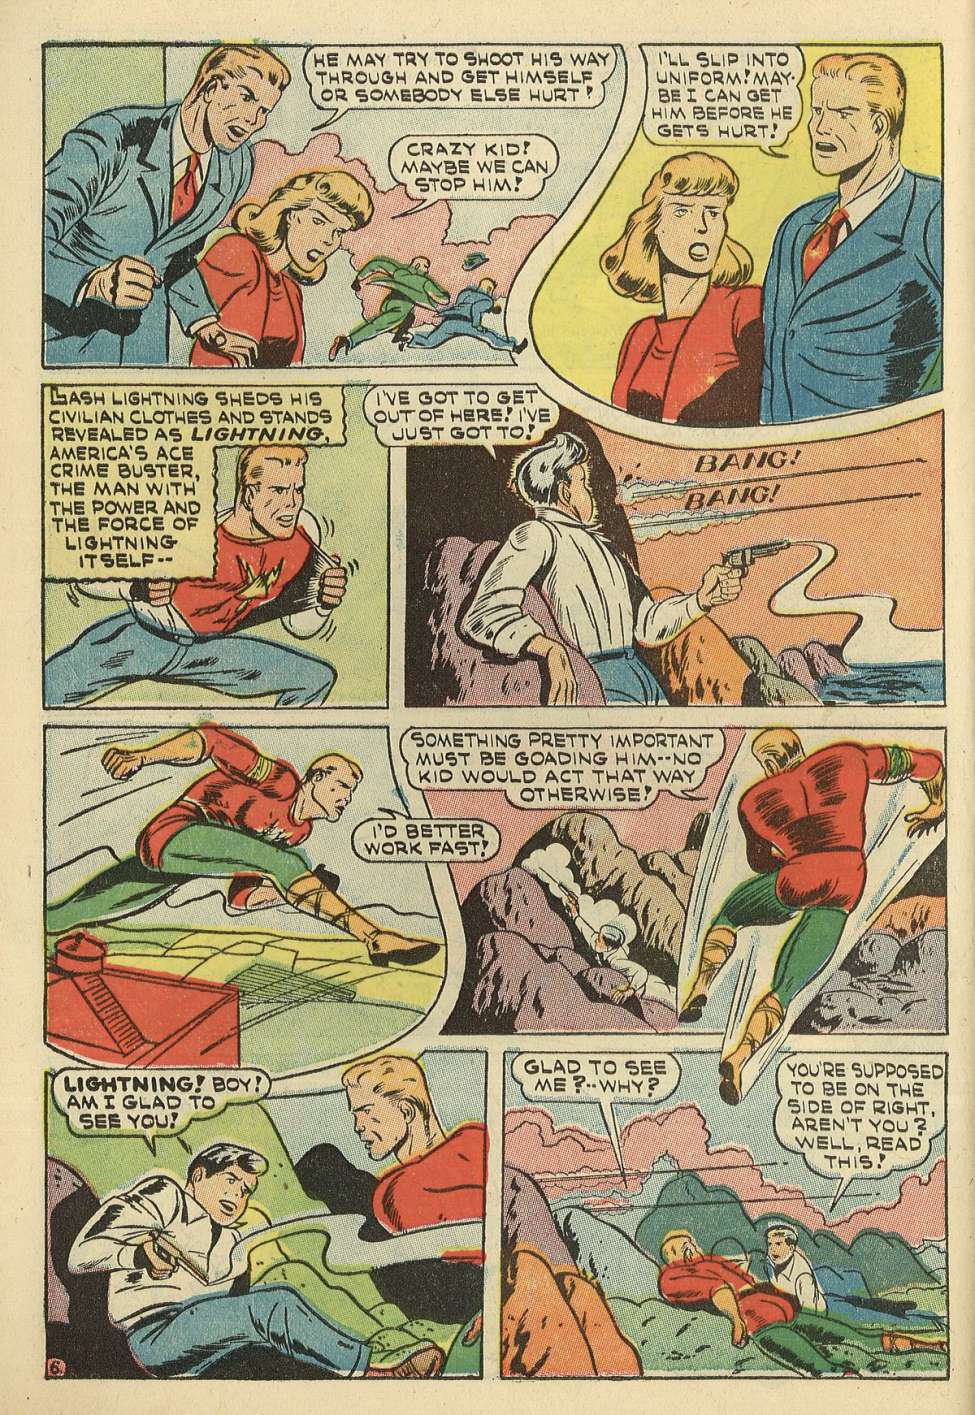 HE MAY TRY TO SHOOT HIS WAY
THROUGH AND GET HIMSELF
OR SOMEBODY ELSE HURT!
CRAZY KID!
MAYBE WE CAN
STOP HIM!
I'LL SLIP INTO
UNIFORM! MAY-
BE I CAN GET
HIM BEFORE HE
GETS HURT!
LASH LIGHTNING SHEDS HIS
CIVILIAN CLOTHES AND STANDS
REVEALED AS LIGHTNING,
AMERICA'S ACE
CRIME BUSTER,
THE MAN WITH
THE POWER AND
THE FORCE OF
LIGHTNING
ITSELF--
I'VE GOT TO GET
OUT OF HERE! I'VE
JUST GOT TO!
BANG!
BANG!
I'D BETTER
WORK FAST!
SOMETHING PRETTY IMPORTANT
MUST BE GOADING HIM--NO
KID WOULD ACT THAT WAY
OTHERWISE!
LIGHTNING! BOY!
AM I GLAD TO
SEE YOU!
GLAD TO SEE
ME?--WHY?
YOU'RE SUPPOSED
TO BE ON THE
SIDE OF RIGHT,
AREN'T YOU?
WELL, READ
THIS!
6.